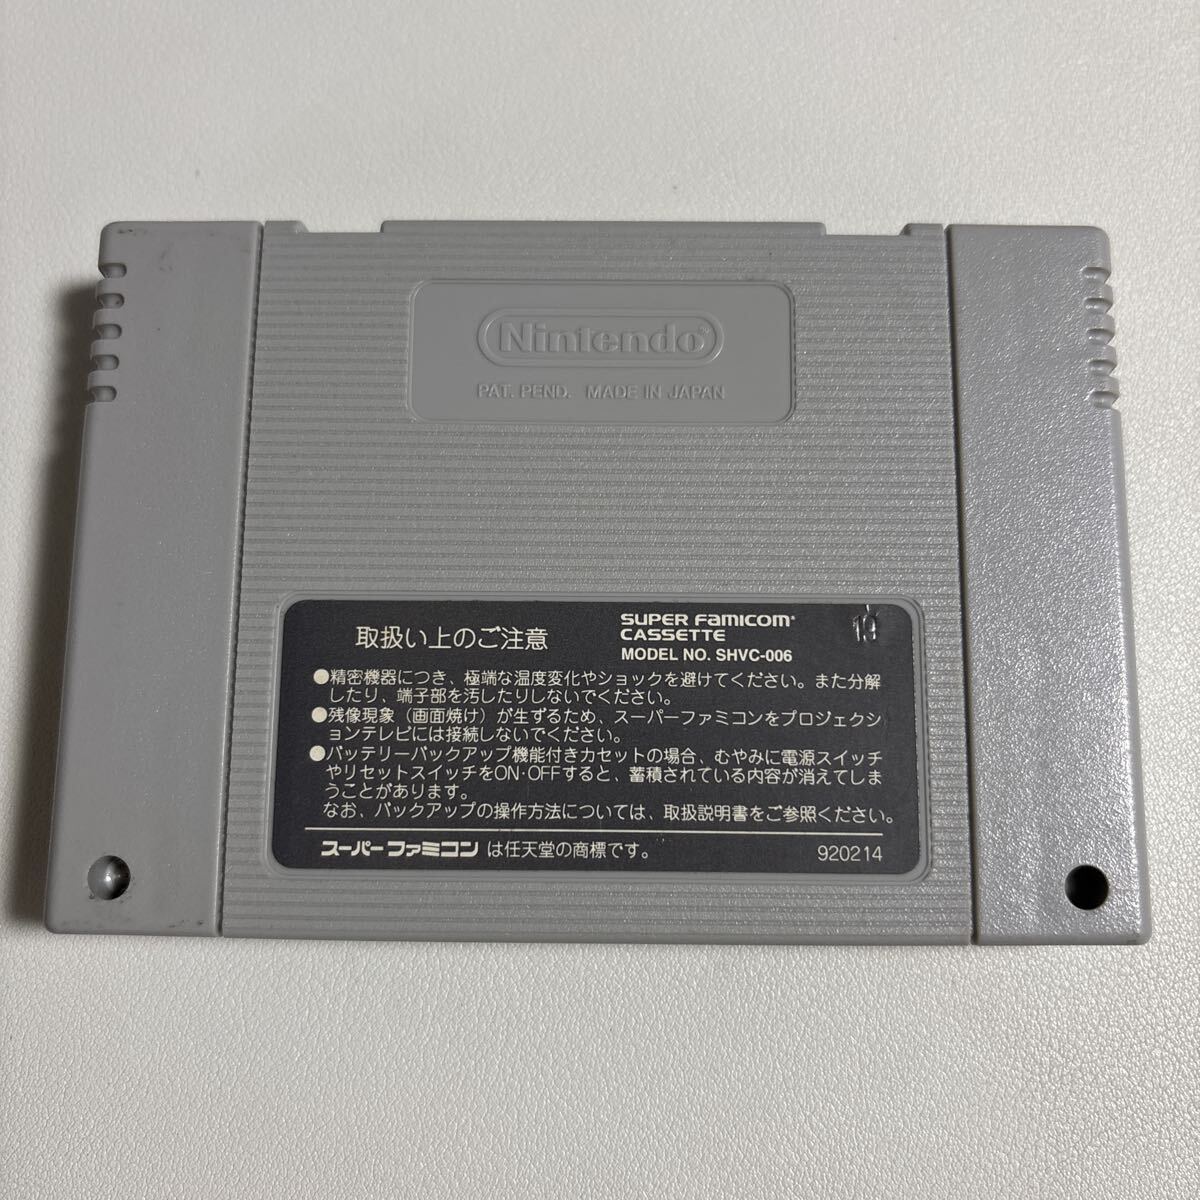 Nintendo
PAT. PEND. MADE IN JAPAN
取扱い上のご注意
SUPER FAMICOM
CASSETTE
MODEL NO. SHVC-006
19
●精密機器につき、極端な温度変化やショックを避けてください。また分解
したり、端子部を汚したりしないでください。
●残像現象（画面焼け）が生ずるため、スーパーファミコンをプロジェクシ
ョンテレビには接続しないでください。
●バッテリーバックアップ機能付きカセットの場合、むやみに電源スイッチ
やリセットスイッチをON・OFFすると、蓄積されている内容が消えてしま
うことがあります。
なお、バックアップの操作方法については、取扱説明書をご参照ください。
スーパーファミコン は任天堂の商標です。
920214